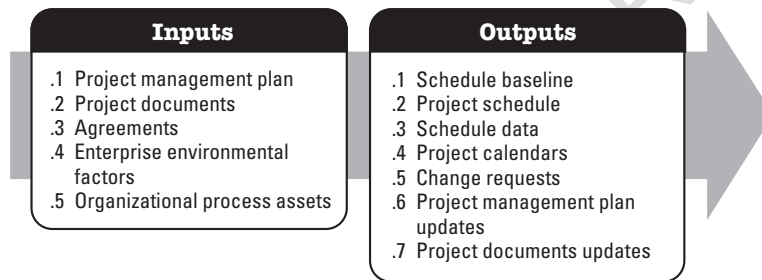 Inputs
.1 Project management plan
.2 Project documents
.3 Agreements
.4 Enterprise environmental
factors
.5 Organizational process assets
Outputs
.1 Schedule baseline
.2 Project schedule
.3 Schedule data
.4 Project calendars
.5 Change requests
.6 Project management plan
updates
.7 Project documents updates